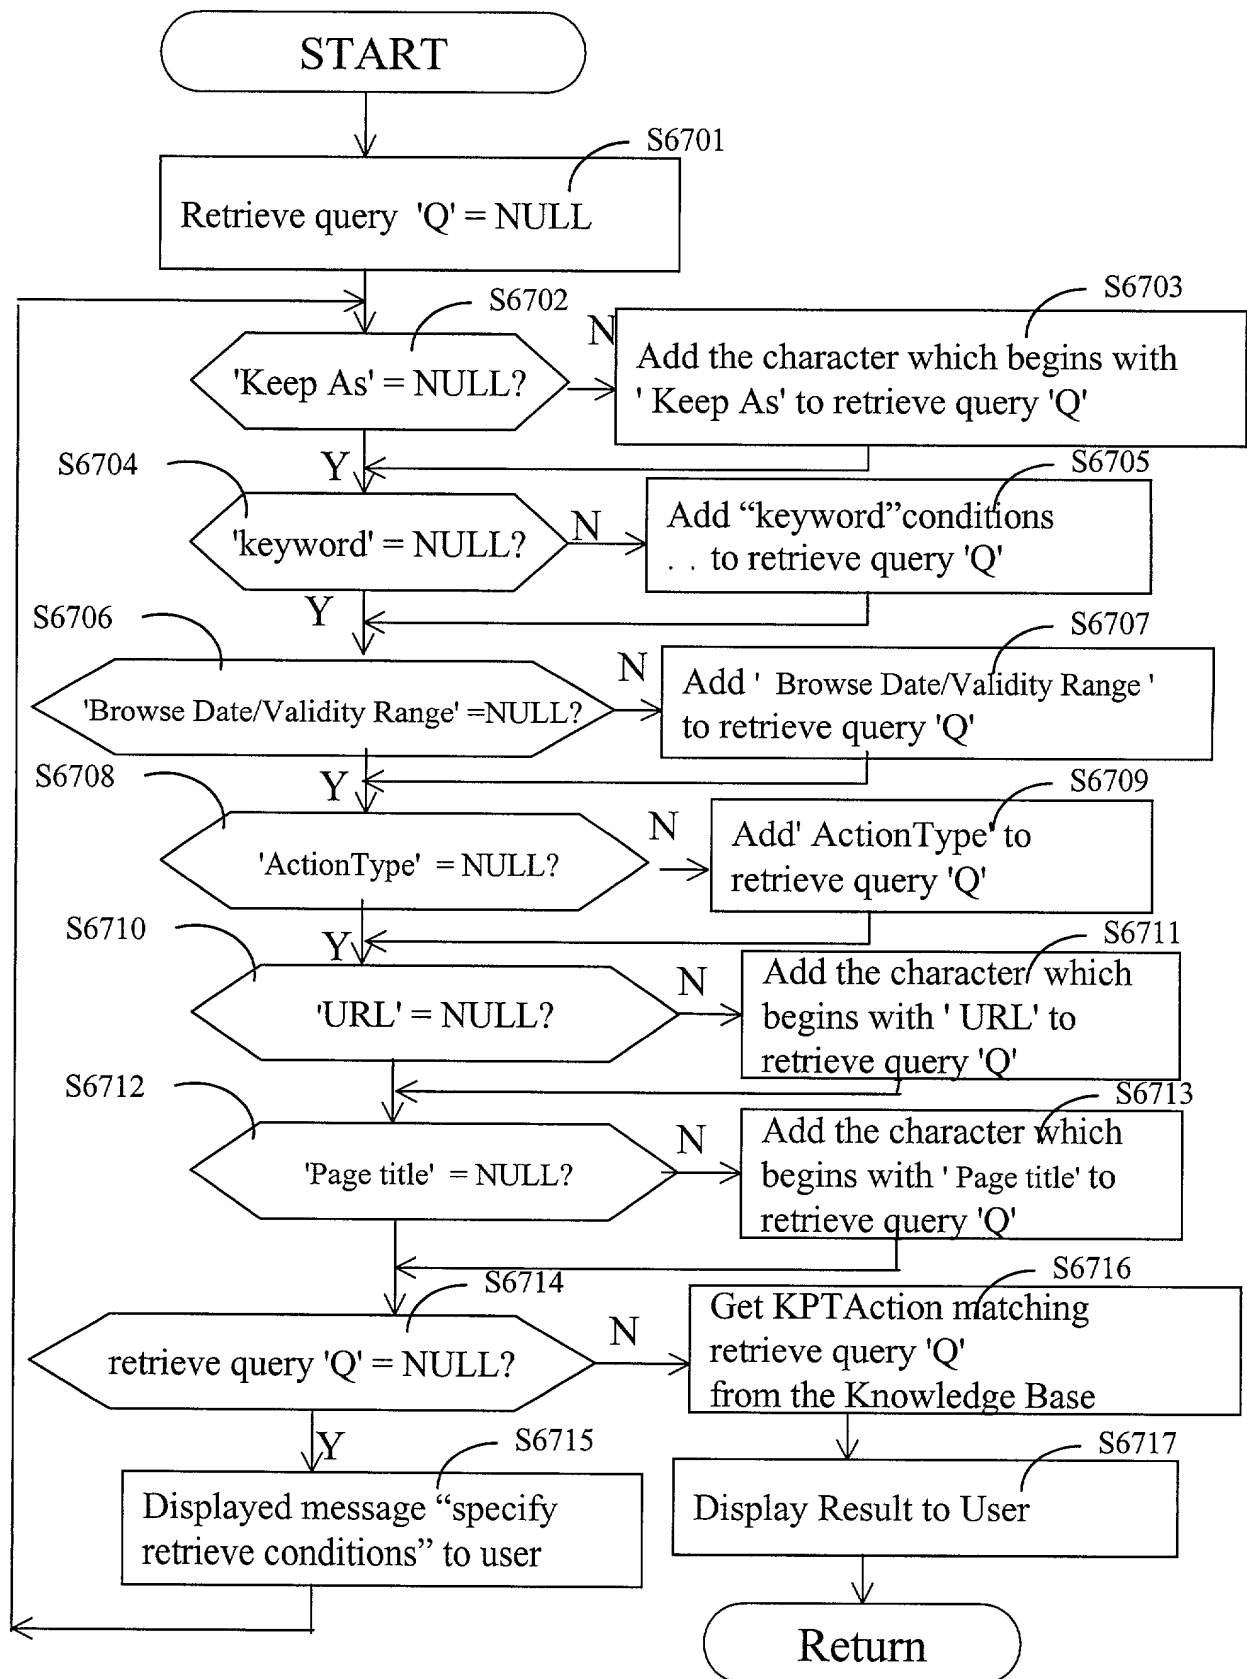 START
S6701
Retrieve query 'Q' = NULL
S6702
S6703
'Keep As' = NULL?
N
Add the character which begins with
' Keep As' to retrieve query 'Q'
Y
S6704
S6705
'keyword' = NULL?
N
Add “keyword”conditions
. . to retrieve query 'Q'
Y
S6706
S6707
'Browse Date/Validity Range' =NULL?
N
Add ' Browse Date/Validity Range '
to retrieve query 'Q'
Y
S6708
S6709
'ActionType' = NULL?
N
Add' ActionType' to
retrieve query 'Q'
Y
S6710
S6711
'URL' = NULL?
N
Add the character which
begins with ' URL' to
retrieve query 'Q'
S6712
S6713
'Page title' = NULL?
N
Add the character which
begins with ' Page title' to
retrieve query 'Q'
S6714
S6716
retrieve query 'Q' = NULL?
N
Get KPTAction matching
retrieve query 'Q'
from the Knowledge Base
Y
S6715
S6717
Displayed message “specify
retrieve conditions” to user
Display Result to User
Return